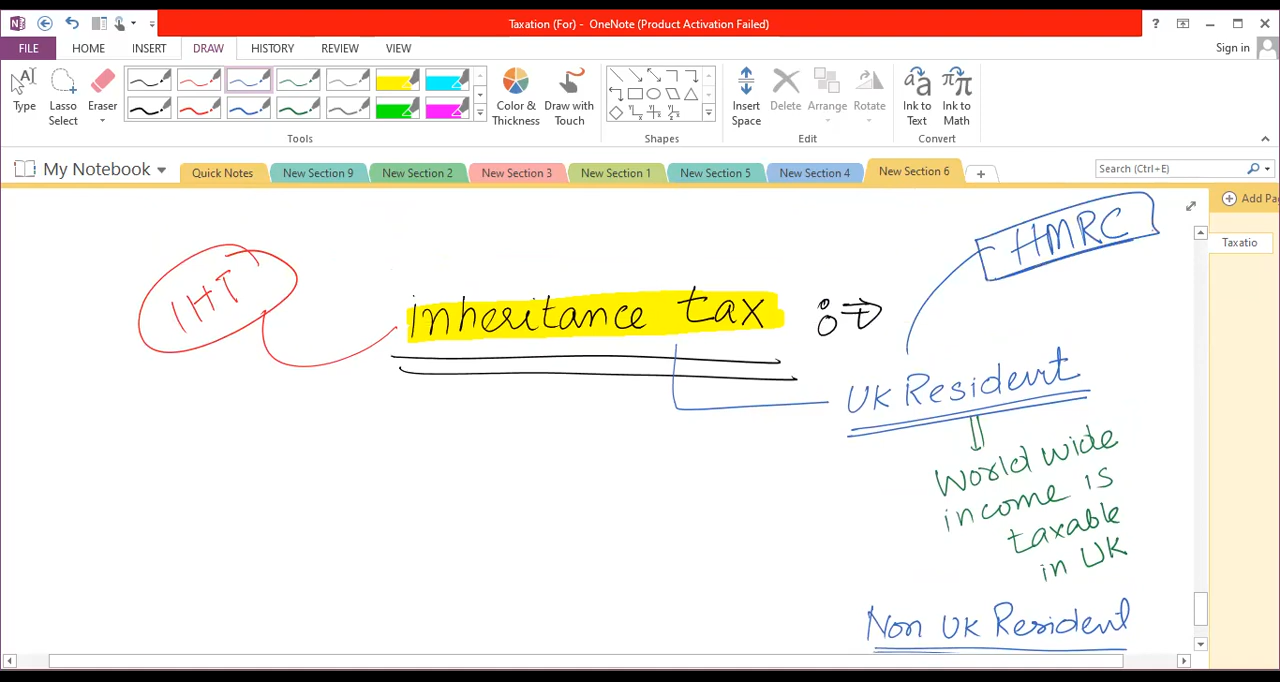 Taxation (For) - OneNote (Product Activation Failed)
FILE HOME INSERT DRAW HISTORY REVIEW VIEW
Sign in
Type
Lasso Select
Eraser
Color & Thickness
Draw with Touch
Insert Space
Delete
Arrange
Rotate
Ink to Text
Ink to Math
Tools
Shapes
Edit
Convert
My Notebook
Quick Notes
New Section 9
New Section 2
New Section 3
New Section 1
New Section 5
New Section 4
New Section 6
Search (Ctrl+E)
Add Pag
Taxatio
HMRC
IHT
inheritance tax
UK Resident
World wide
income is
taxable
in UK
Non UK Resident